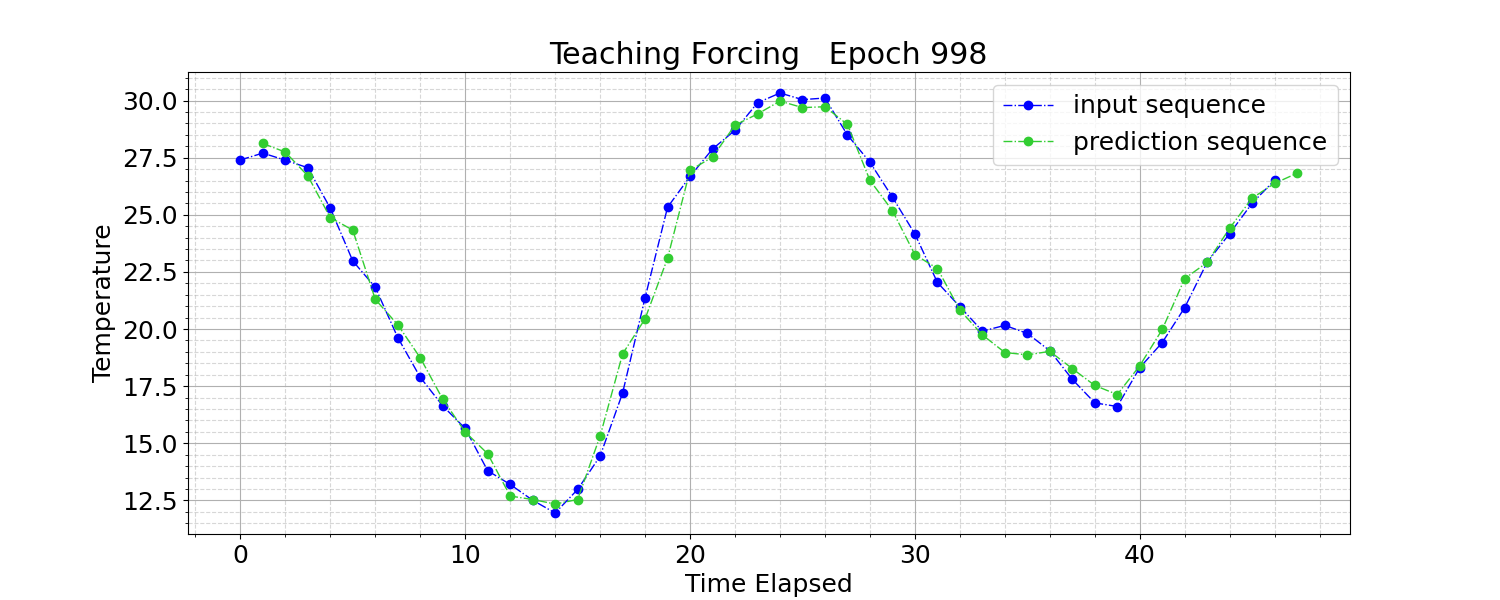 Teaching Forcing   Epoch 998
input sequence
prediction sequence
Temperature
30.0
27.5
25.0
22.5
20.0
17.5
15.0
12.5
0 10 20 30 40
Time Elapsed